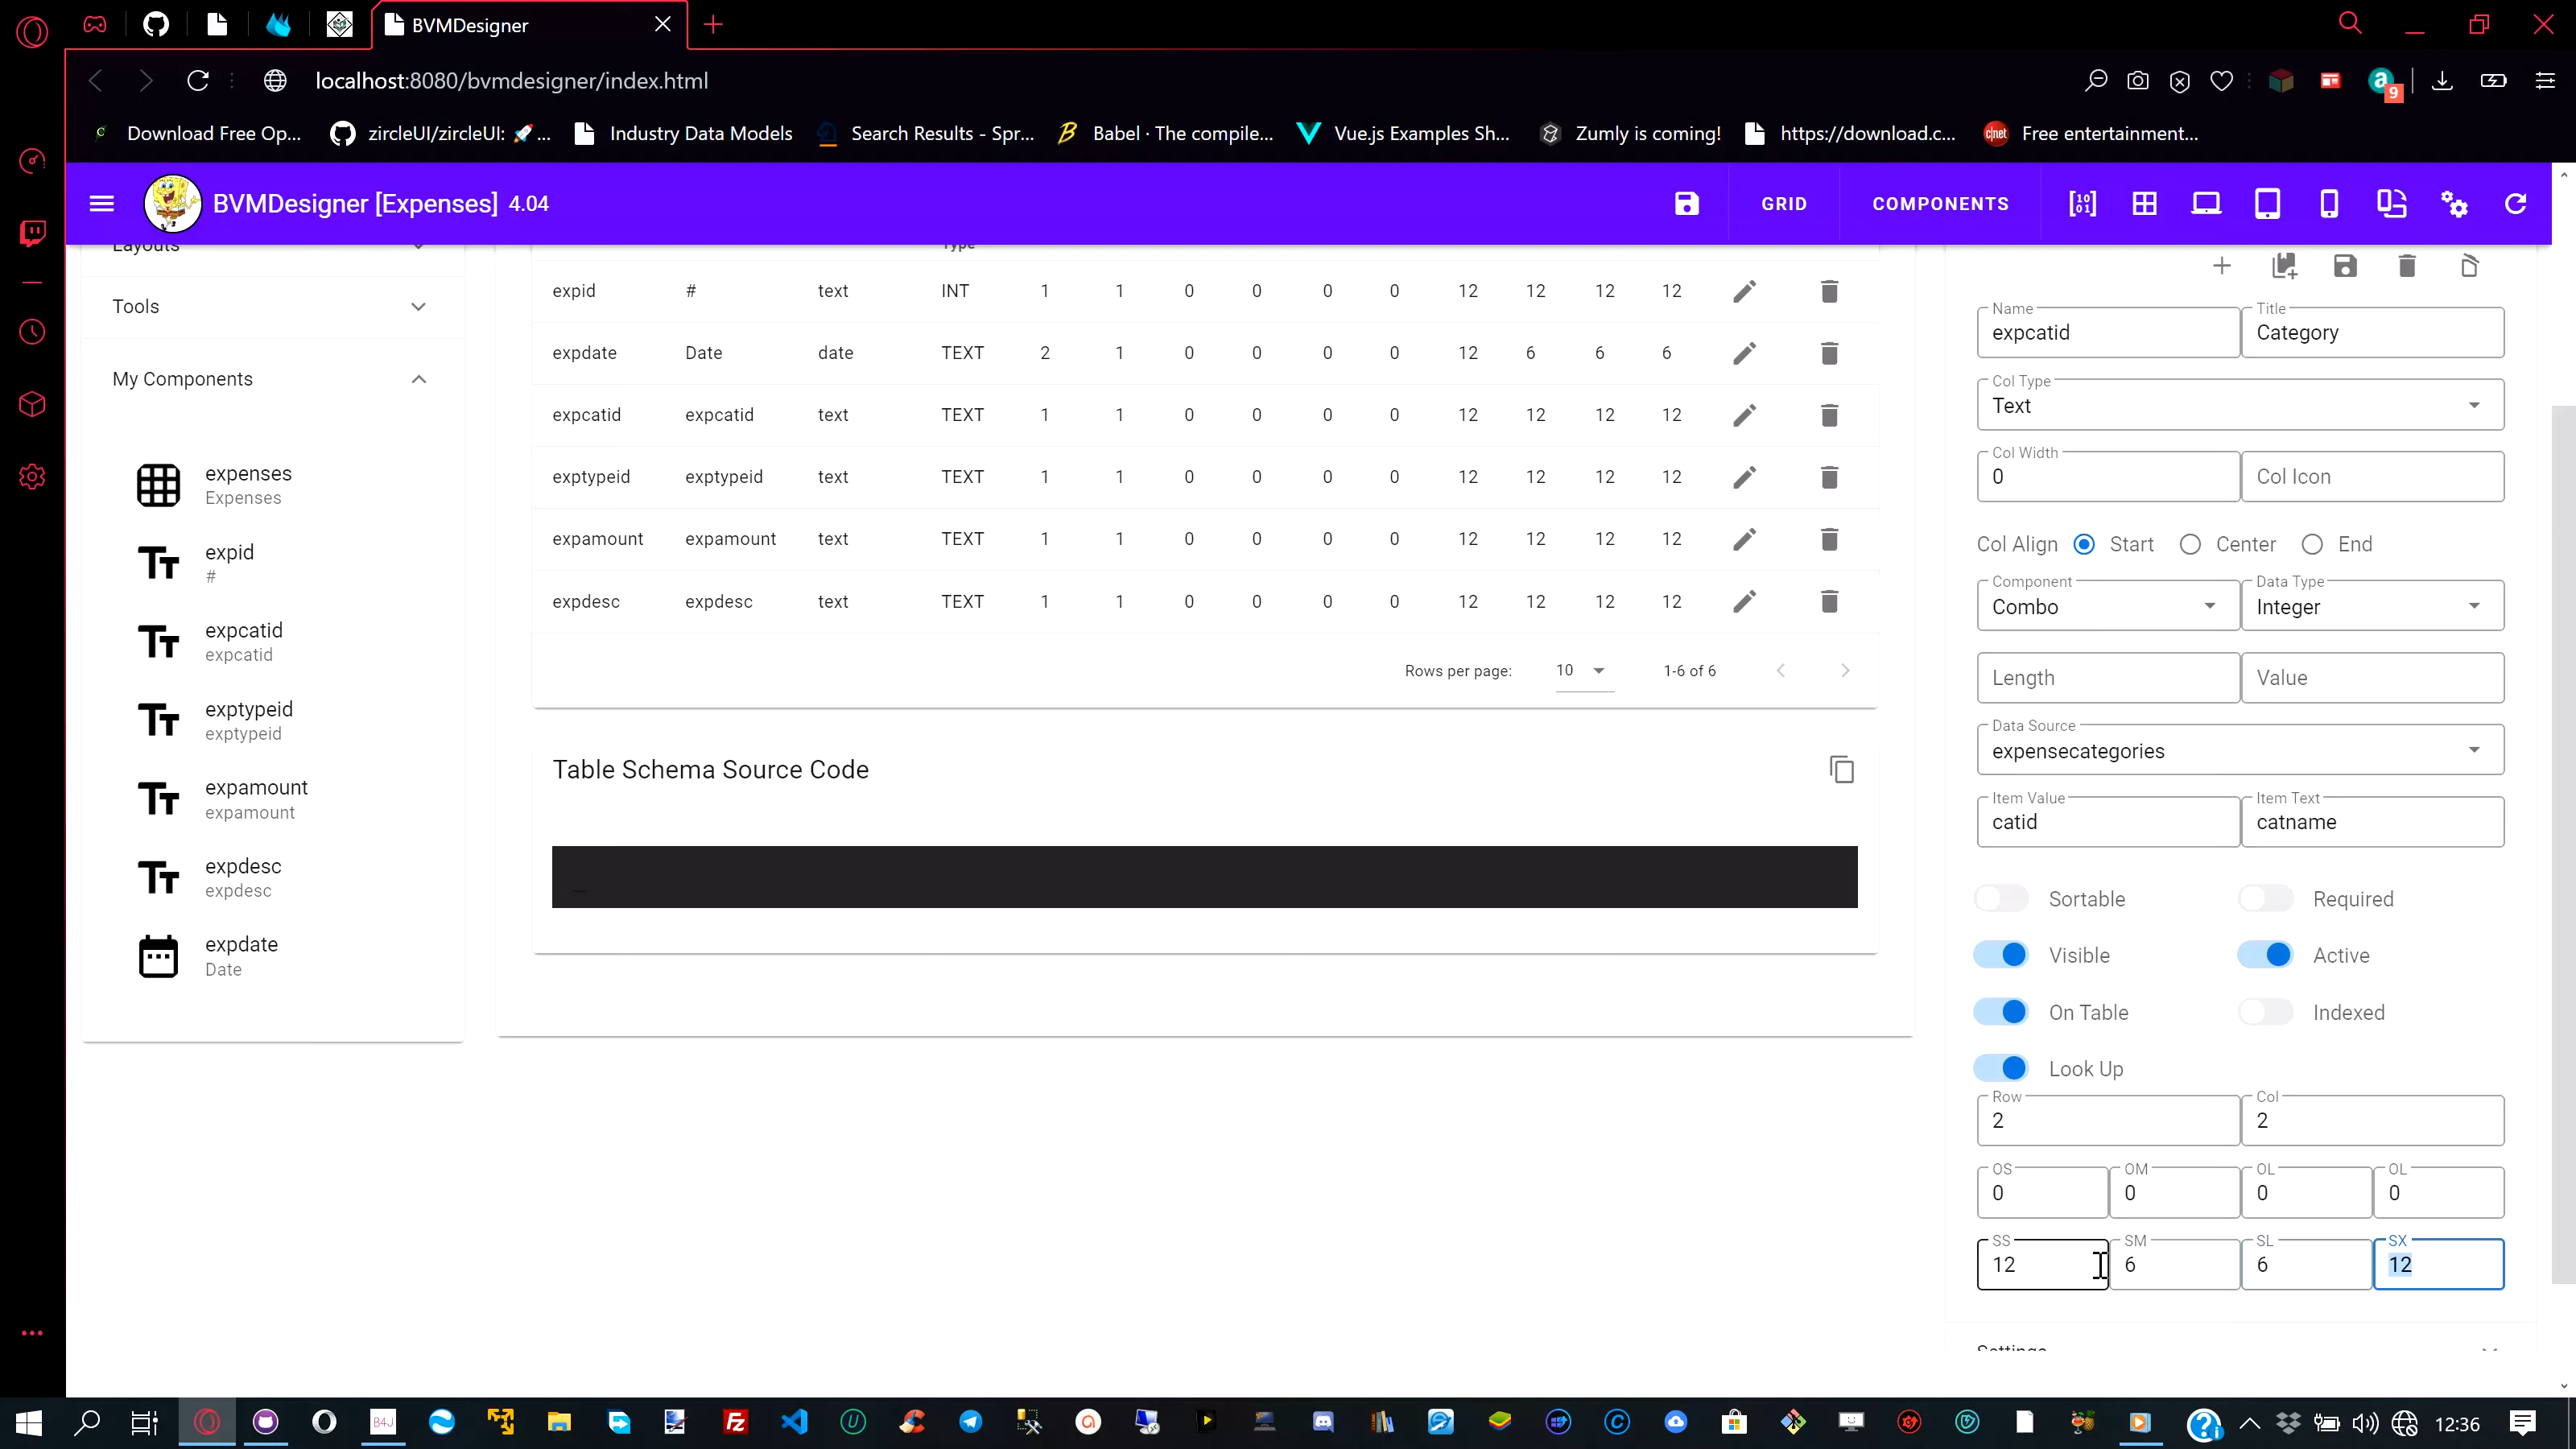 BVMDesigner
localhost:8080/bvmdesigner/index.html
9
Download Free Op... zircleUI/zircleUI: 🚀 ... Industry Data Models Search Results - Spr... Babel · The compile... Vue.js Examples Sh... Zumly is coming! https://download.c... Free entertainment...
BVMDesigner [Expenses] 4.04 GRID COMPONENTS
Layouts
Tools
My Components
expenses
Expenses
expid
#
expcatid
expcatid
exptypeid
exptypeid
expamount
expamount
expdesc
expdesc
expdate
Date
Type
expid # text INT 1 1 0 0 0 0 12 12 12 12
expdate Date date TEXT 2 1 0 0 0 0 12 6 6 6
expcatid expcatid text TEXT 1 1 0 0 0 0 12 12 12 12
exptypeid exptypeid text TEXT 1 1 0 0 0 0 12 12 12 12
expamount expamount text TEXT 1 1 0 0 0 0 12 12 12 12
expdesc expdesc text TEXT 1 1 0 0 0 0 12 12 12 12
Rows per page: 10 1-6 of 6
Table Schema Source Code
Name Title
expcatid Category
Col Type
Text
Col Width
0 Col Icon
Col Align Start Center End
Component Data Type
Combo Integer
Length Value
Data Source
expensecategories
Item Value Item Text
catid catname
Sortable Required
Visible Active
On Table Indexed
Look Up
Row Col
2 2
OS OM OL OL
0 0 0 0
SS SM SL SX
12 6 6 12
Settings
B4J
12:36